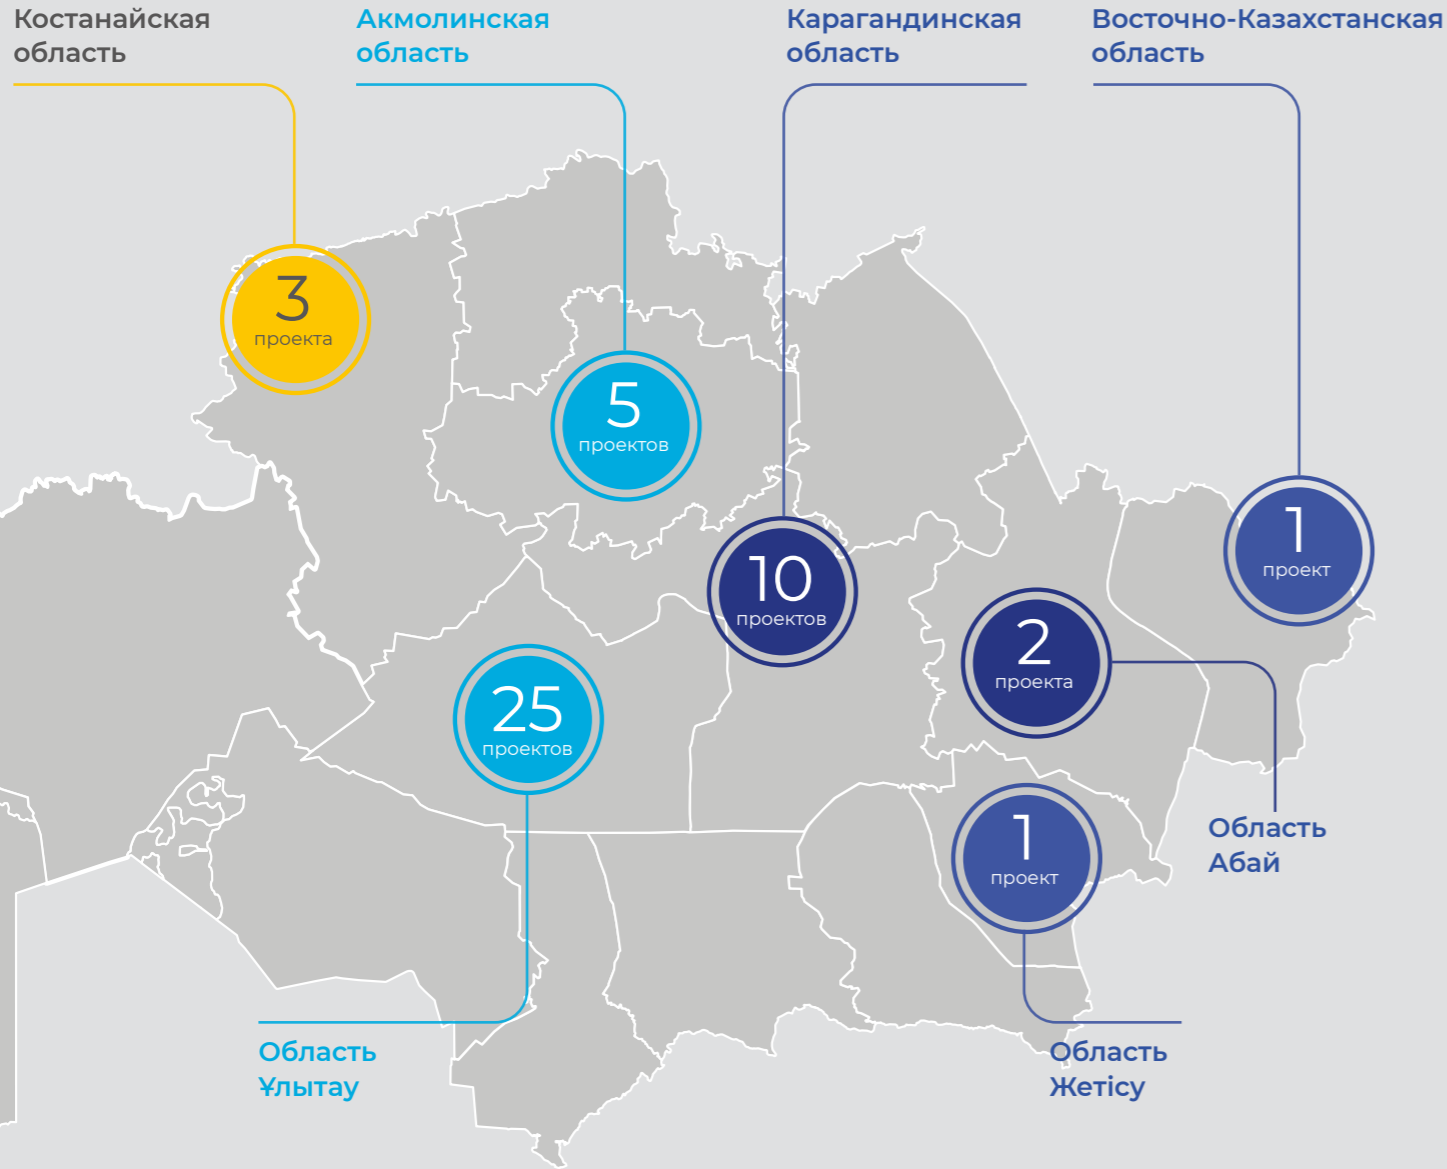 Костанайская
область
Акмолинская
область
Карагандинская
область
Восточно-Казахстанская
область
3
проекта
5
проектов
1
проект
10
проектов
2
проекта
25
проектов
1
проект
Область
Абай
Область
Ұлытау
Область
Жетісу